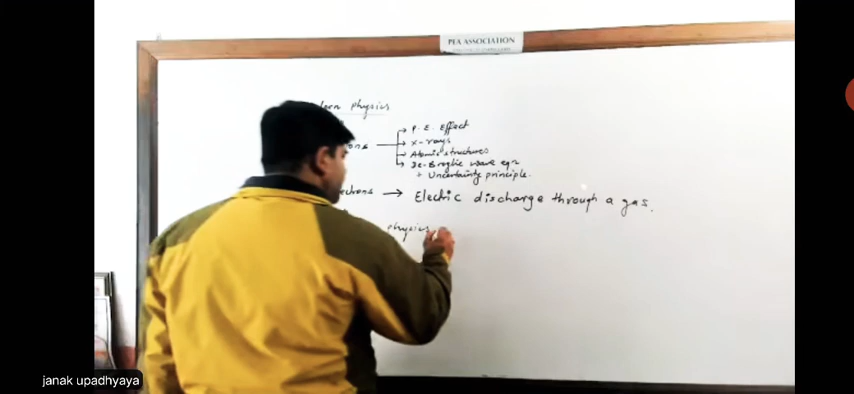 PEA ASSOCIATION
physics
P. E. Effect
X-rays
Atomic structures
De-Broglie wave eqn
+ Uncertainty principle.
→ Electric discharge through a gas.
physics
janak upadhyaya